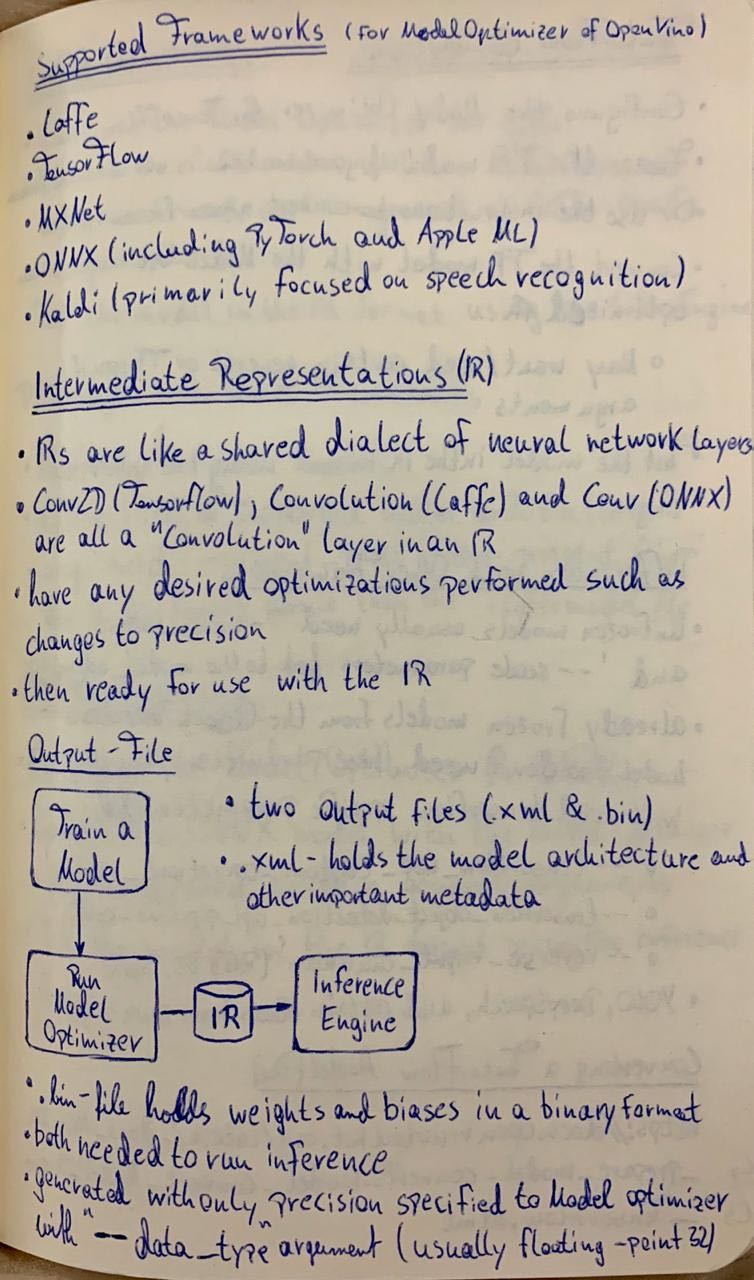 Supported Frameworks (for Model Optimizer of OpenVino)
• Caffe
• TensorFlow
• MXNet
• ONNX (including PyTorch and Apple ML)
• Kaldi (primarily focused on speech recognition)
Intermediate Representations (IR)
• IRs are like a shared dialect of neural network layers
• Conv2D (Tensorflow), Convolution (Caffe) and Conv (ONNX)
are all a "Convolution" layer in an IR
• have any desired optimizations performed such as
changes to precision
• then ready for use with the IR
Output-File
Train a
Model
• two output files (.xml & .bin)
• .xml - holds the model architecture and
other important metadata
Run
Model
Optimizer
IR
Inference
Engine
• .bin-file holds weights and biases in a binary format
• both needed to run inference
• generated with only precision specified to Model optimizer
with "--data_type" argument (usually floating-point 32)